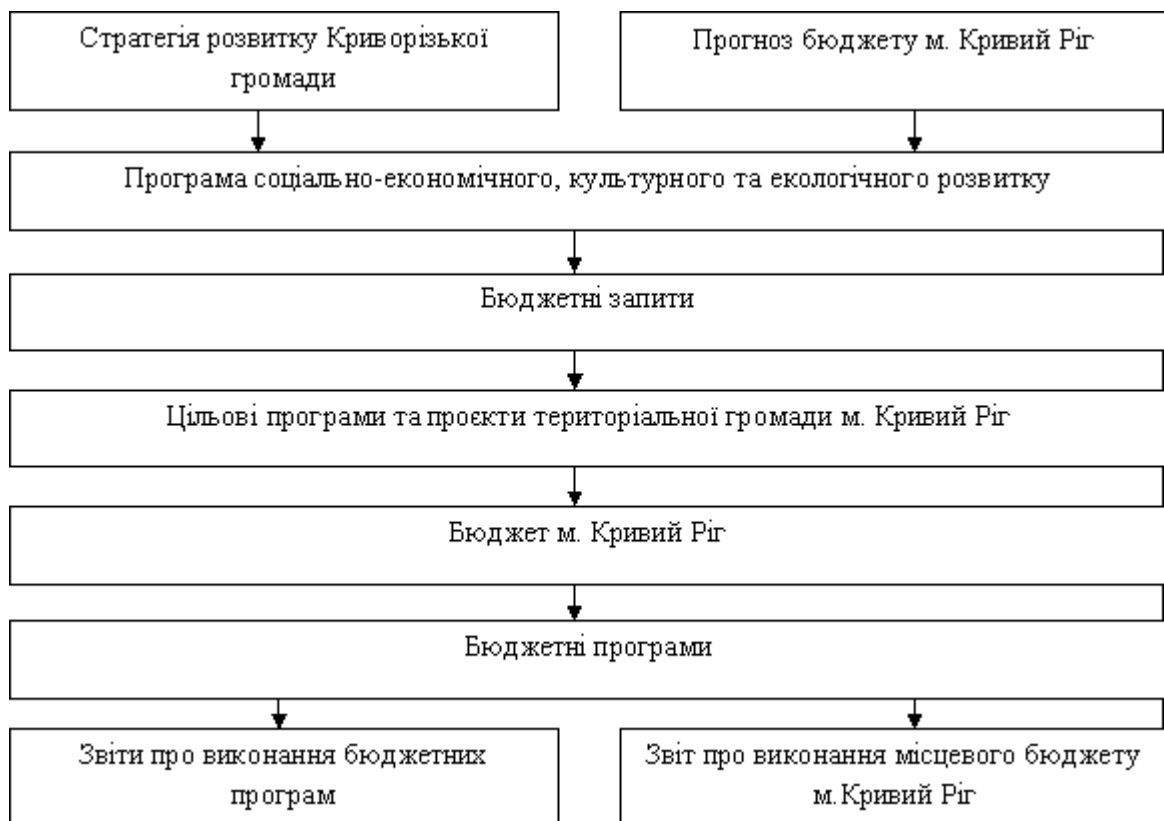 Стратегія розвитку Криворізької
громади
Прогноз бюджету м. Кривий Ріг
Програма соціально-економічного, культурного та екологічного розвитку
Бюджетні запити
Цільові програми та проєкти територіальної громади м. Кривий Ріг
Бюджет м. Кривий Ріг
Бюджетні програми
Звіти про виконання бюджетних
програм
Звіт про виконання місцевого бюджету
м.Кривий Ріг